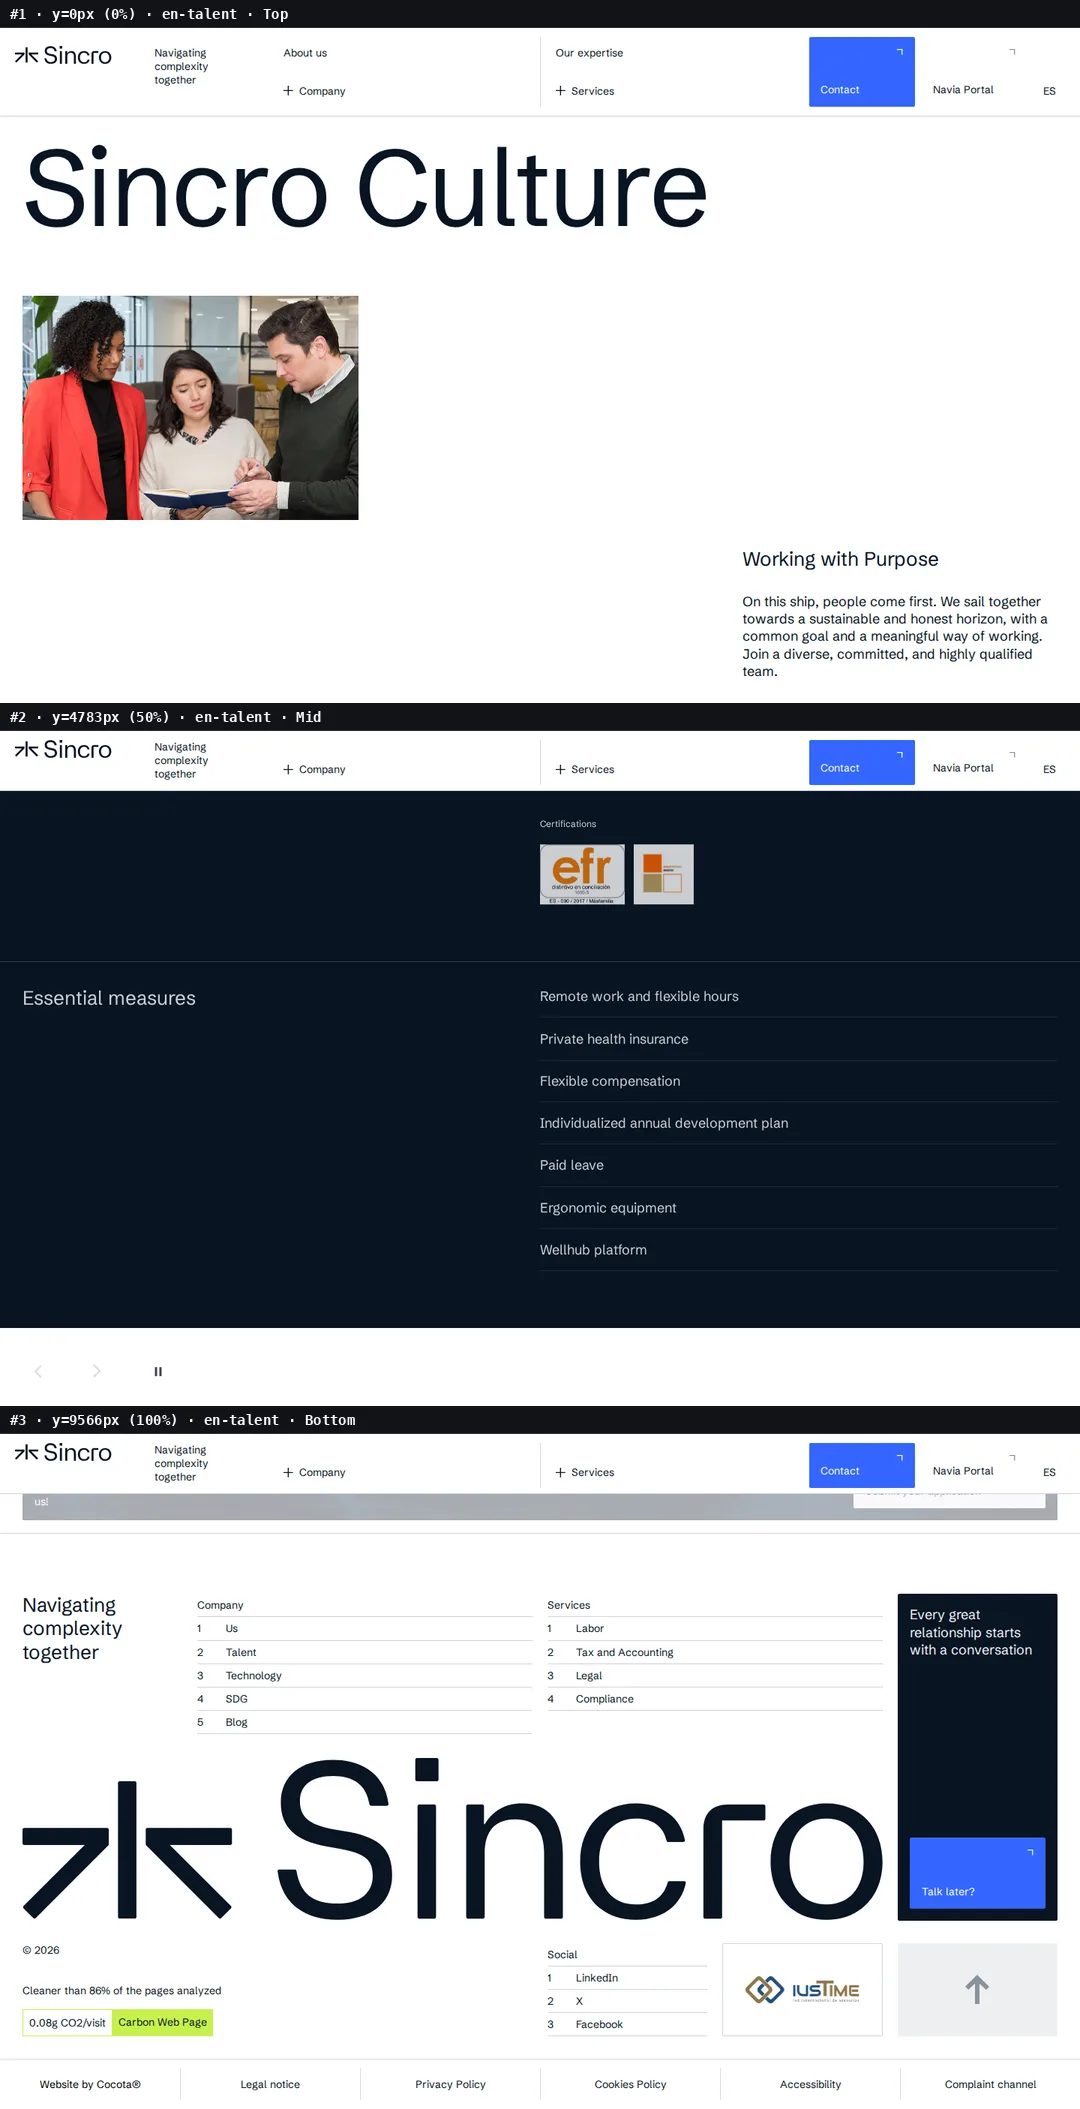 #1 · y=0px (0%) · en-talent · Top
Sincro
Navigating
complexity
together
About us
Company
Our expertise
Services
Contact
Navia Portal
ES
Sincro Culture
Working with Purpose
On this ship, people come first. We sail together
towards a sustainable and honest horizon, with a
common goal and a meaningful way of working.
Join a diverse, committed, and highly qualified
team.
#2 · y=4783px (50%) · en-talent · Mid
Sincro
Navigating
complexity
together
Company
Services
Contact
Navia Portal
ES
Certifications
efr
distintivo en conciliación
ES - 090 / 2017 / Másfamilia
Essential measures
Remote work and flexible hours
Private health insurance
Flexible compensation
Individualized annual development plan
Paid leave
Ergonomic equipment
Wellhub platform
#3 · y=9566px (100%) · en-talent · Bottom
Sincro
Navigating
complexity
together
Company
Services
Contact
Navia Portal
ES
us!
Navigating
complexity
together
Company
1 Us
2 Talent
3 Technology
4 SDG
5 Blog
Services
1 Labor
2 Tax and Accounting
3 Legal
4 Compliance
Every great
relationship starts
with a conversation
Talk later?
Sincro
© 2026
Cleaner than 86% of the pages analyzed
0.08g CO2/visit
Carbon Web Page
Social
1 LinkedIn
2 X
3 Facebook
IUSTIME
Website by Cocota®
Legal notice
Privacy Policy
Cookies Policy
Accessibility
Complaint channel